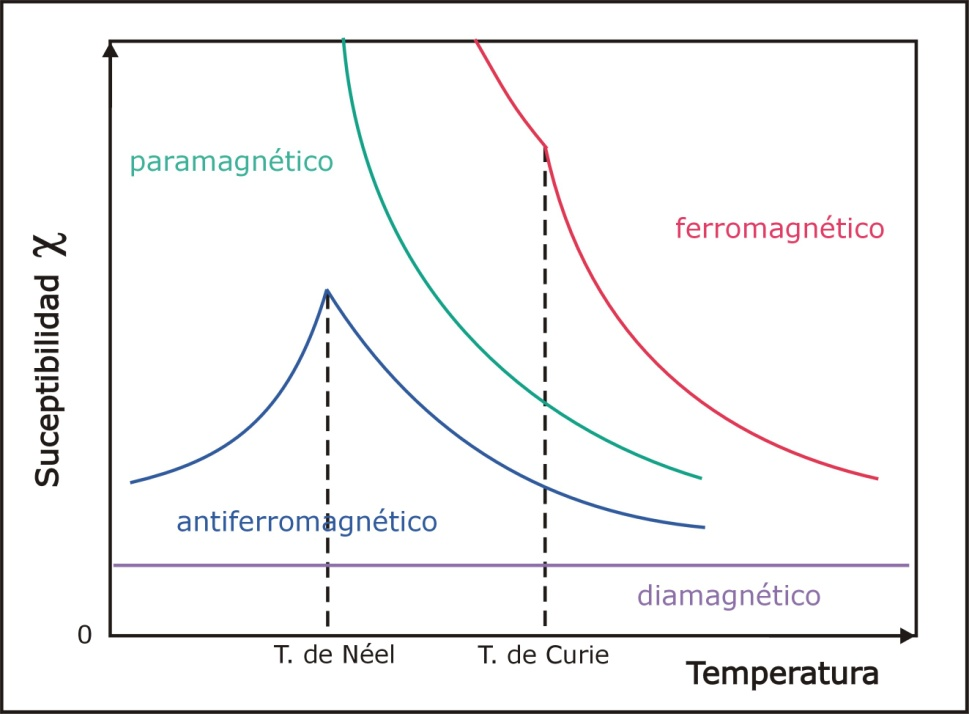 paramagnético
ferromagnético
Suceptibilidad χ
antiferromagnético
diamagnético
0
T. de Néel
T. de Curie
Temperatura